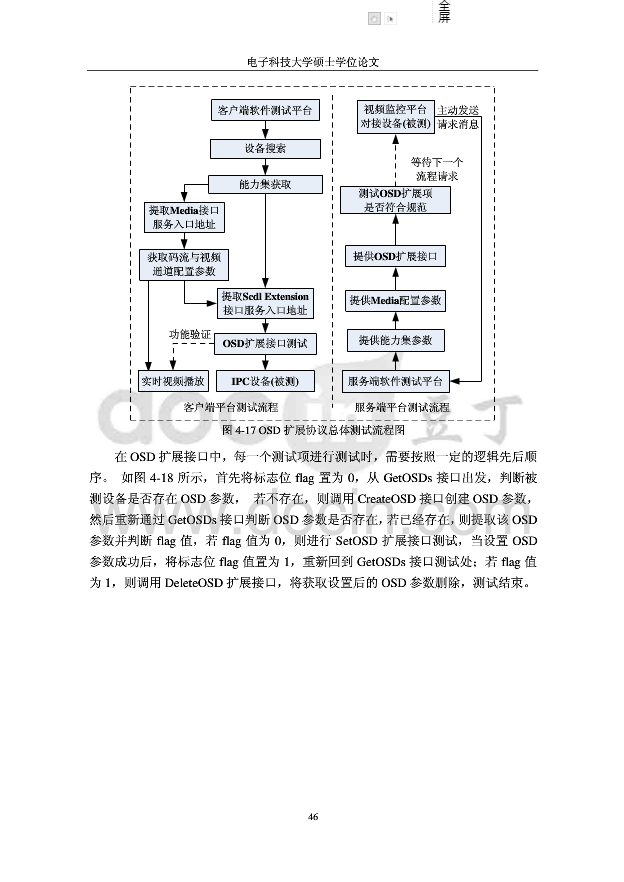 全
屏
电子科技大学硕士学位论文
客户端软件测试平台
设备搜索
能力集获取
提取Media接口
服务入口地址
获取码流与视频
通道配置参数
提取Scdl Extension
接口服务入口地址
功能验证
OSD扩展接口测试
实时视频播放
IPC设备(被测)
客户端平台测试流程
视频监控平台
对接设备(被测)
主动发送
请求消息
等待下一个
流程请求
测试OSD扩展项
是否符合规范
提供OSD扩展接口
提供Media配置参数
提供能力集参数
服务端软件测试平台
服务端平台测试流程
图 4-17 OSD 扩展协议总体测试流程图
在 OSD 扩展接口中，每一个测试项进行测试时，需要按照一定的逻辑先后顺
序。 如图 4-18 所示，首先将标志位 flag 置为 0，从 GetOSDs 接口出发，判断被
测设备是否存在 OSD 参数， 若不存在，则调用 CreateOSD 接口创建 OSD 参数，
然后重新通过 GetOSDs 接口判断 OSD 参数是否存在，若已经存在，则提取该 OSD
参数并判断 flag 值，若 flag 值为 0，则进行 SetOSD 扩展接口测试，当设置 OSD
参数成功后，将标志位 flag 值置为 1，重新回到 GetOSDs 接口测试处；若 flag 值
为 1，则调用 DeleteOSD 扩展接口，将获取设置后的 OSD 参数删除，测试结束。
docin 豆丁
www.docin.com
46